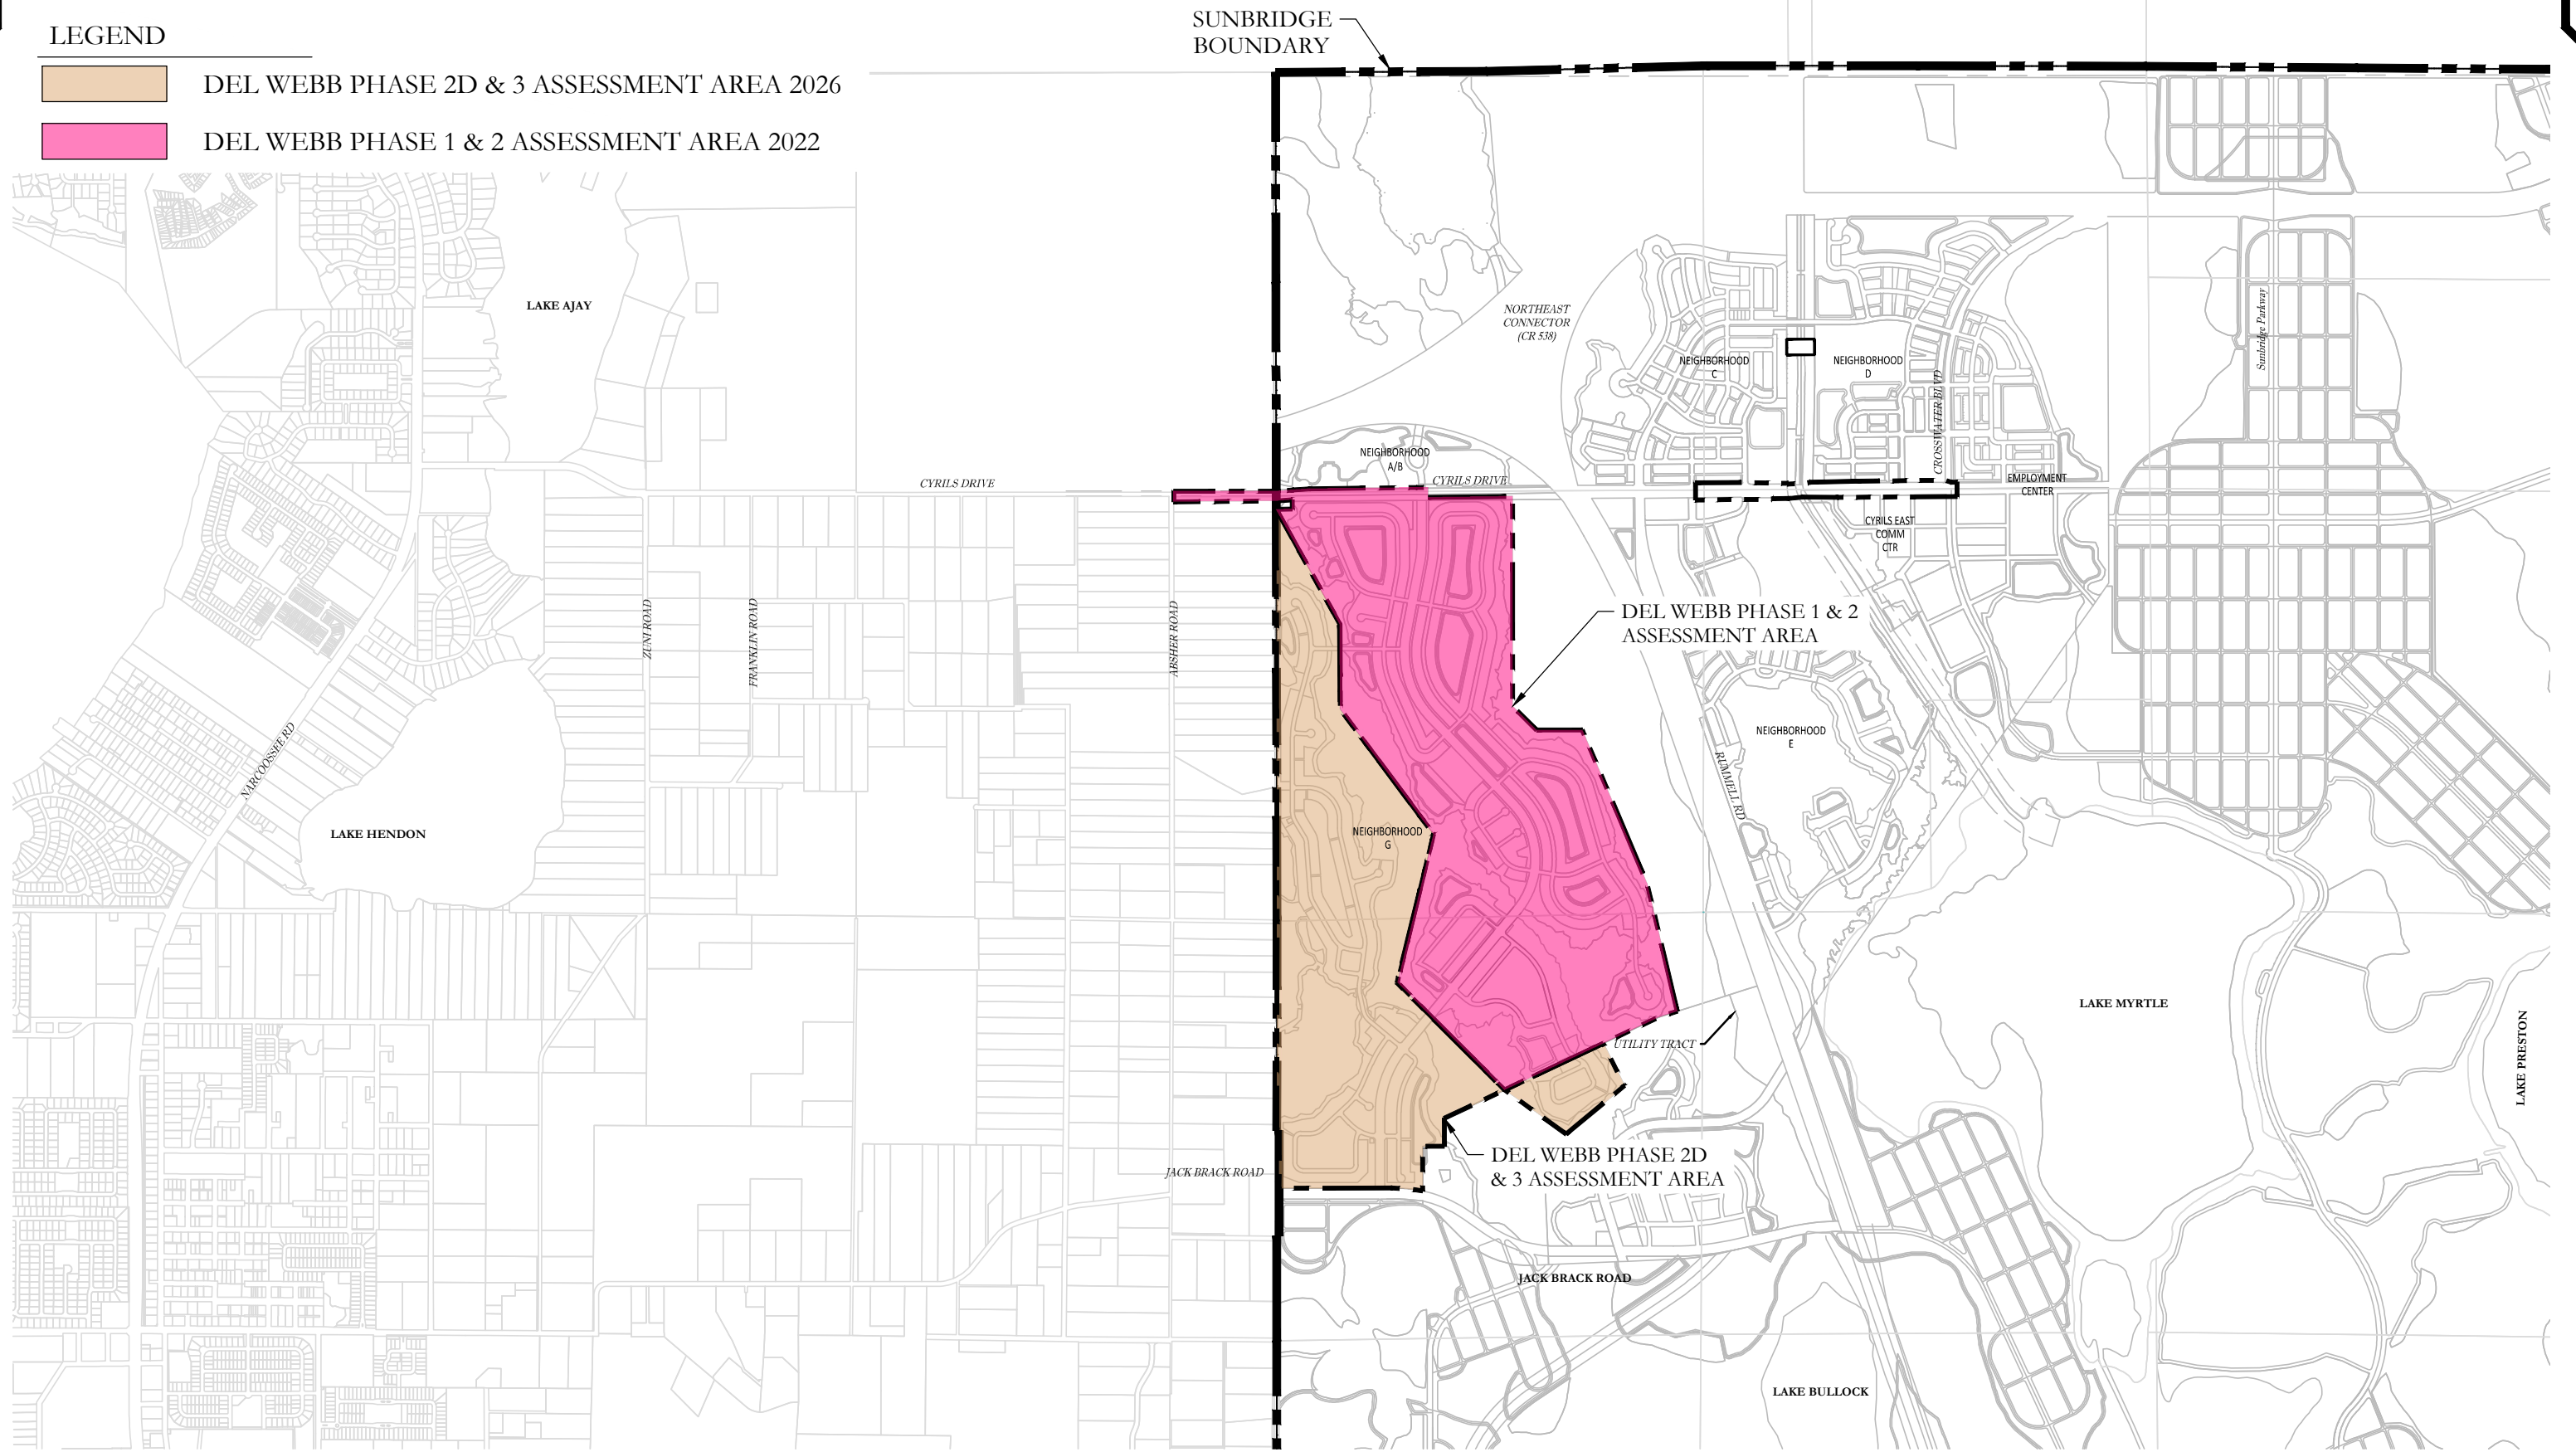 SUNBRIDGE
BOUNDARY
LEGEND
DEL WEBB PHASE 2D & 3 ASSESSMENT AREA 2026
DEL WEBB PHASE 1 & 2 ASSESSMENT AREA 2022
LAKE AJAY
NORTHEAST
CONNECTOR
(CR 538)
Sunbridge Parkway
NEIGHBORHOOD
C
NEIGHBORHOOD
D
CROSSWATER BLVD
NEIGHBORHOOD
A/B
CYRILS DRIVE
CYRILS DRIVE
EMPLOYMENT
CENTER
CYRILS EAST
COMM
CTR
ZUNI ROAD
FRANKLIN ROAD
ABSHER ROAD
DEL WEBB PHASE 1 & 2
ASSESSMENT AREA
NARCOOSSEE RD
NEIGHBORHOOD
E
RUMMELL RD
LAKE HENDON
NEIGHBORHOOD
G
LAKE MYRTLE
UTILITY TRACT
LAKE PRESTON
DEL WEBB PHASE 2D
& 3 ASSESSMENT AREA
JACK BRACK ROAD
JACK BRACK ROAD
LAKE BULLOCK